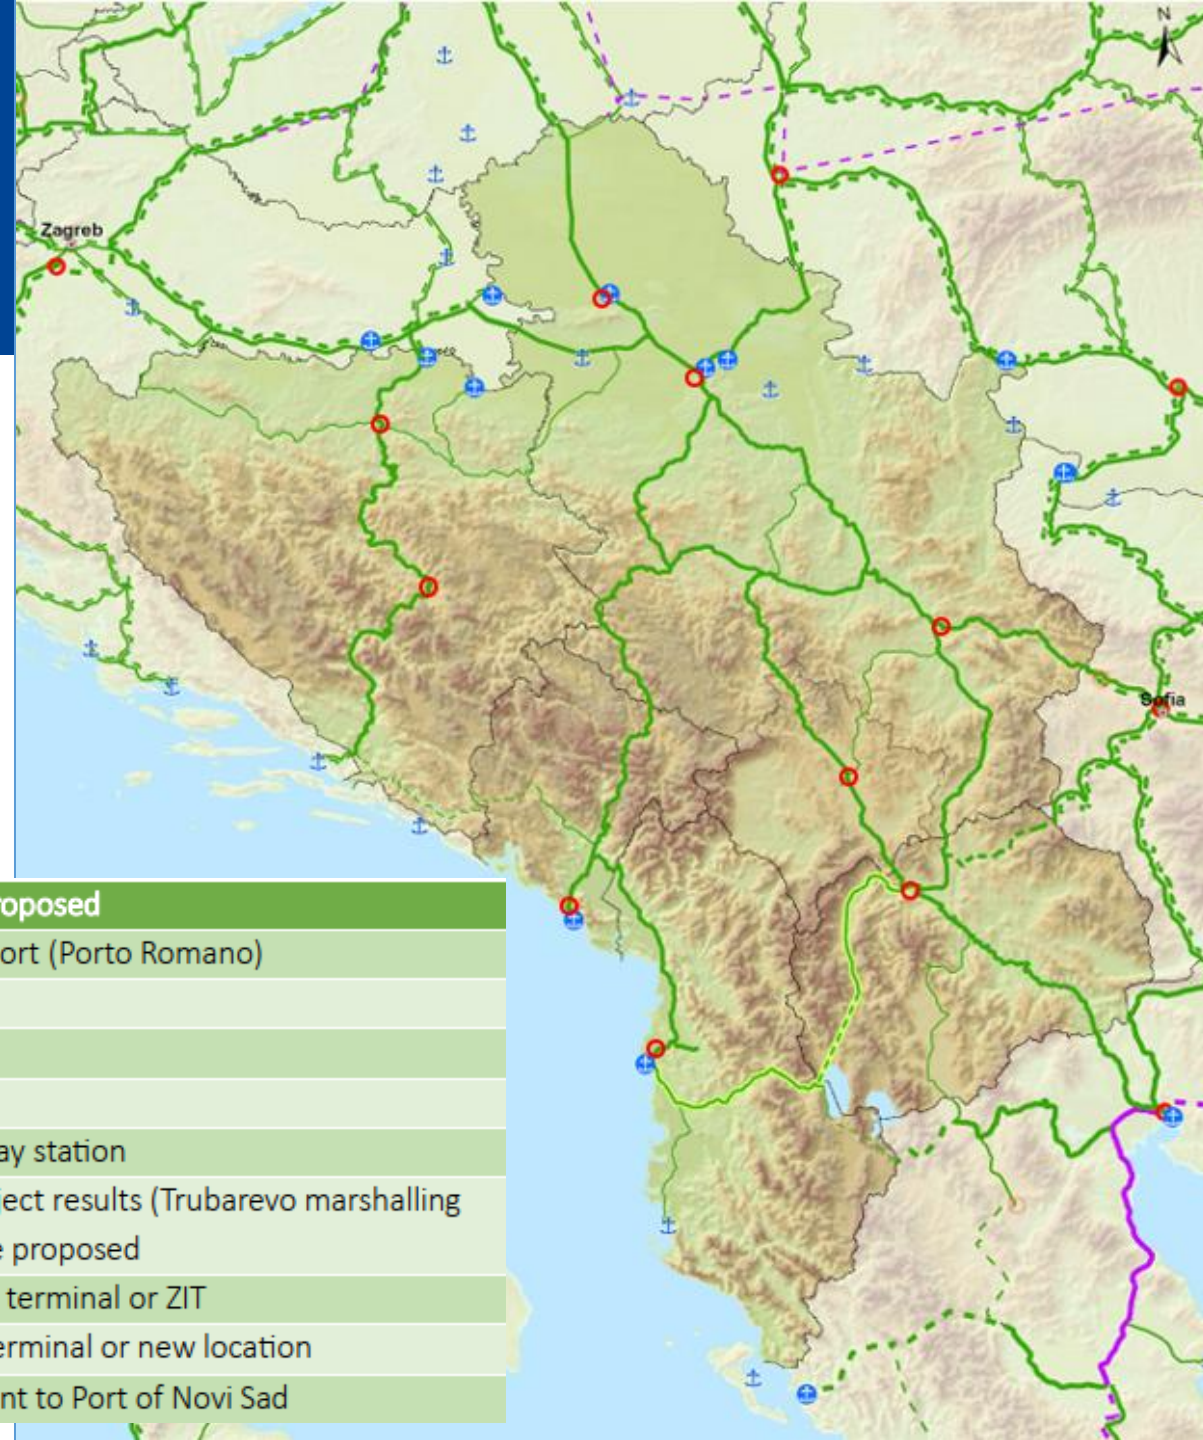 N
Zagreb
Sofia
roposed
ort (Porto Romano)
ay station
ject results (Trubarevo marshalling
e proposed
terminal or ZIT
erminal or new location
nt to Port of Novi Sad